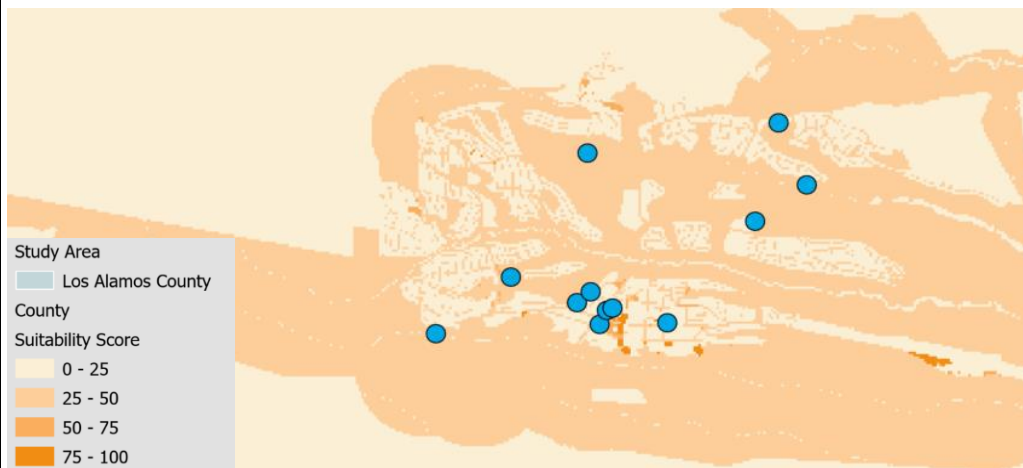 Study Area
Los Alamos County
County
Suitability Score
0 - 25
25 - 50
50 - 75
75 - 100